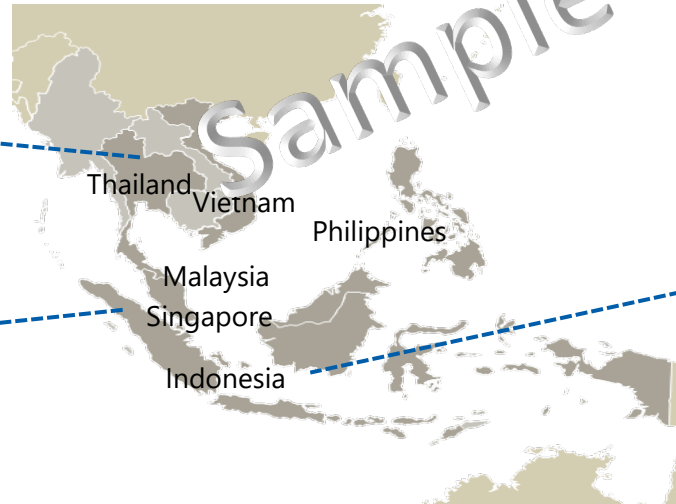 Sample
Thailand
Vietnam
Philippines
Malaysia
Singapore
Indonesia